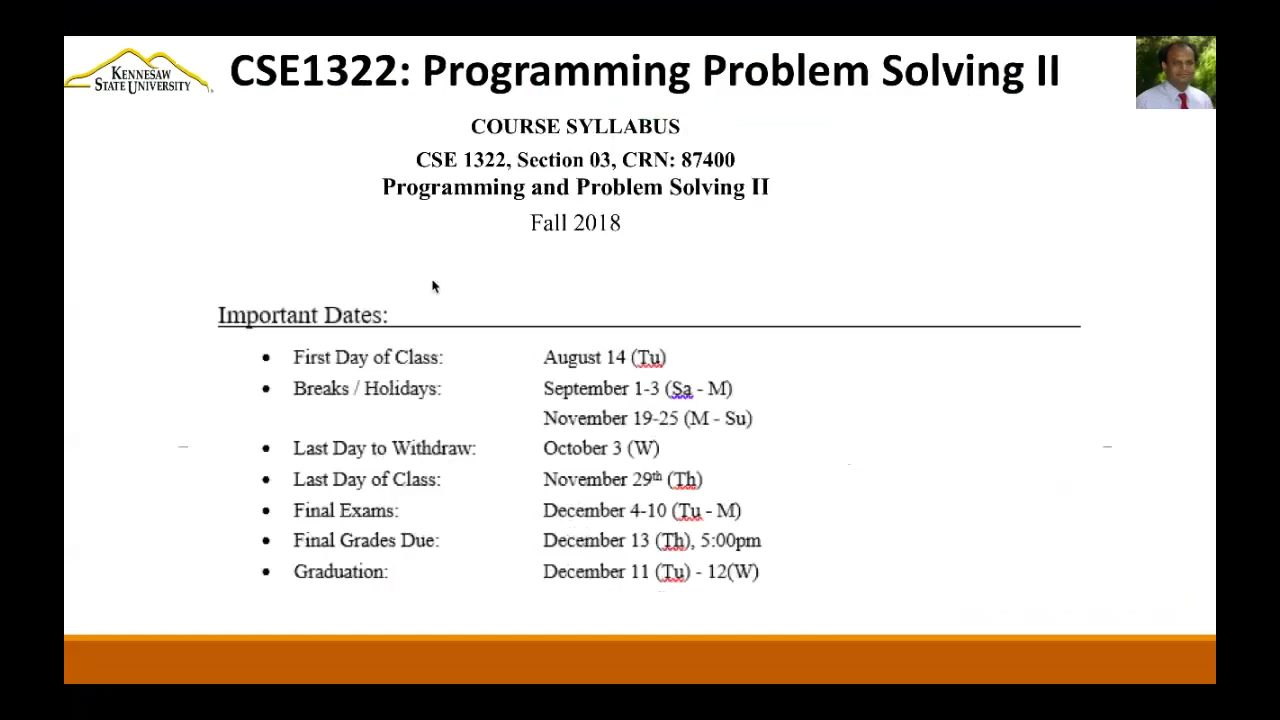 KENNESAW
STATE UNIVERSITY
CSE1322: Programming Problem Solving II
COURSE SYLLABUS
CSE 1322, Section 03, CRN: 87400
Programming and Problem Solving II
Fall 2018
Important Dates:
• First Day of Class: August 14 (Tu)
• Breaks / Holidays: September 1-3 (Sa - M)
November 19-25 (M - Su)
• Last Day to Withdraw: October 3 (W)
• Last Day of Class: November 29th (Th)
• Final Exams: December 4-10 (Tu - M)
• Final Grades Due: December 13 (Th), 5:00pm
• Graduation: December 11 (Tu) - 12(W)